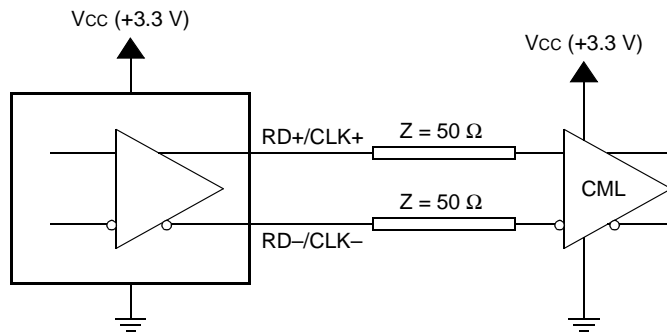 VCC (+3.3 V)
VCC (+3.3 V)
RD+/CLK+
Z = 50 Ω
CML
Z = 50 Ω
RD–/CLK–